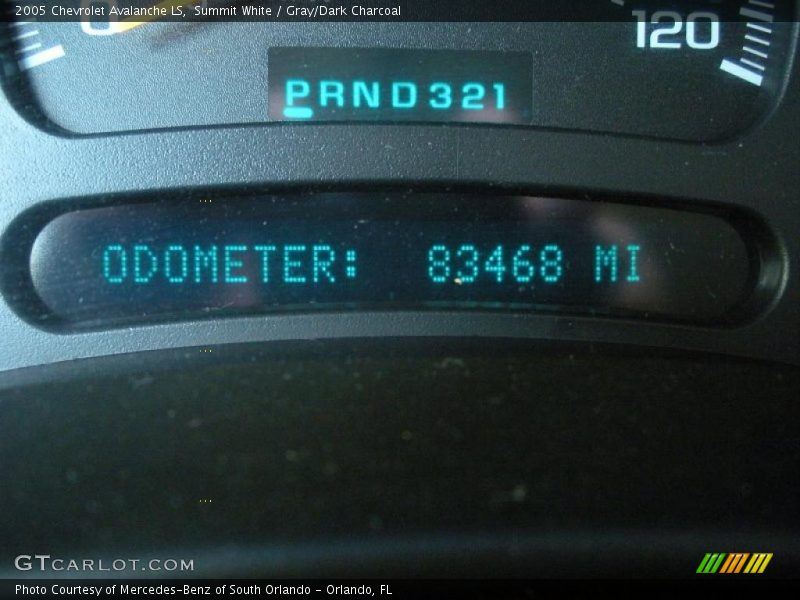 2005 Chevrolet Avalanche LS, Summit White / Gray/Dark Charcoal
0 120
PRND321
ODOMETER: 83468 MI
GTCARLOT.COM
Photo Courtesy of Mercedes-Benz of South Orlando - Orlando, FL